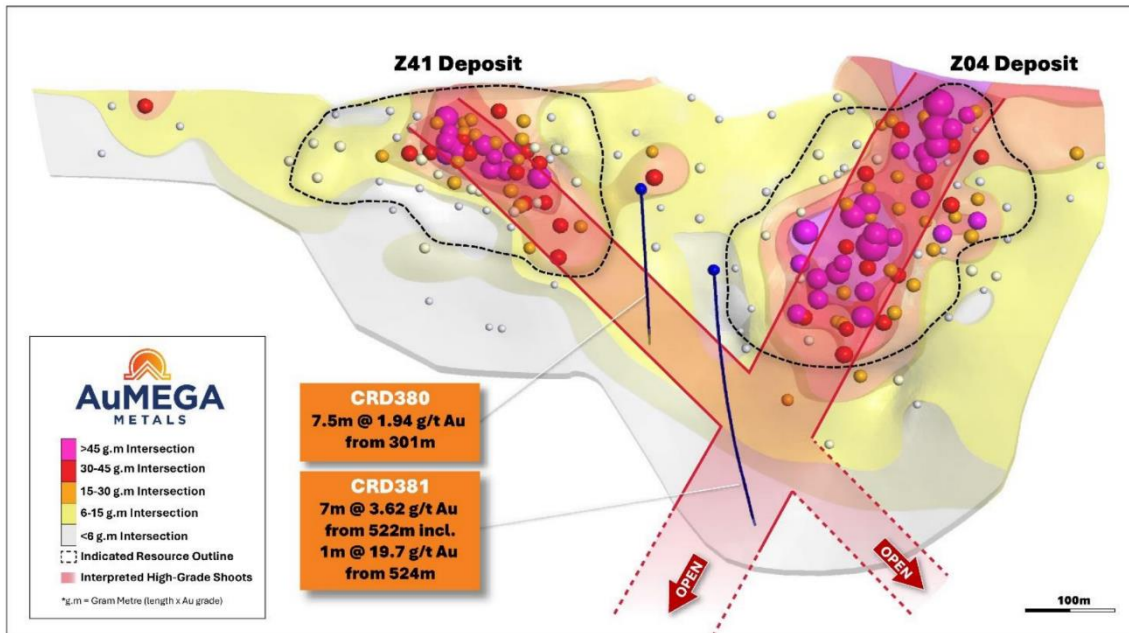 Z41 Deposit
Z04 Deposit
CRD380
7.5m @ 1.94 g/t Au
from 301m
CRD381
7m @ 3.62 g/t Au
from 522m incl.
1m @ 19.7 g/t Au
from 524m
AuMEGA
METALS
>45 g.m Intersection
30-45 g.m Intersection
15-30 g.m Intersection
6-15 g.m Intersection
<6 g.m Intersection
Indicated Resource Outline
Interpreted High-Grade Shoots
*g.m = Gram Metre (length x Au grade)
OPEN
OPEN
100m